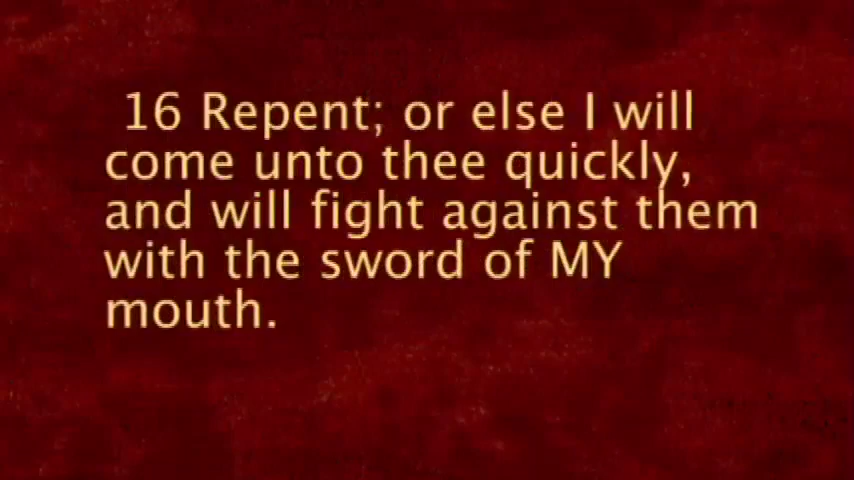 16 Repent; or else I will
come unto thee quickly,
and will fight against them
with the sword of MY
mouth.